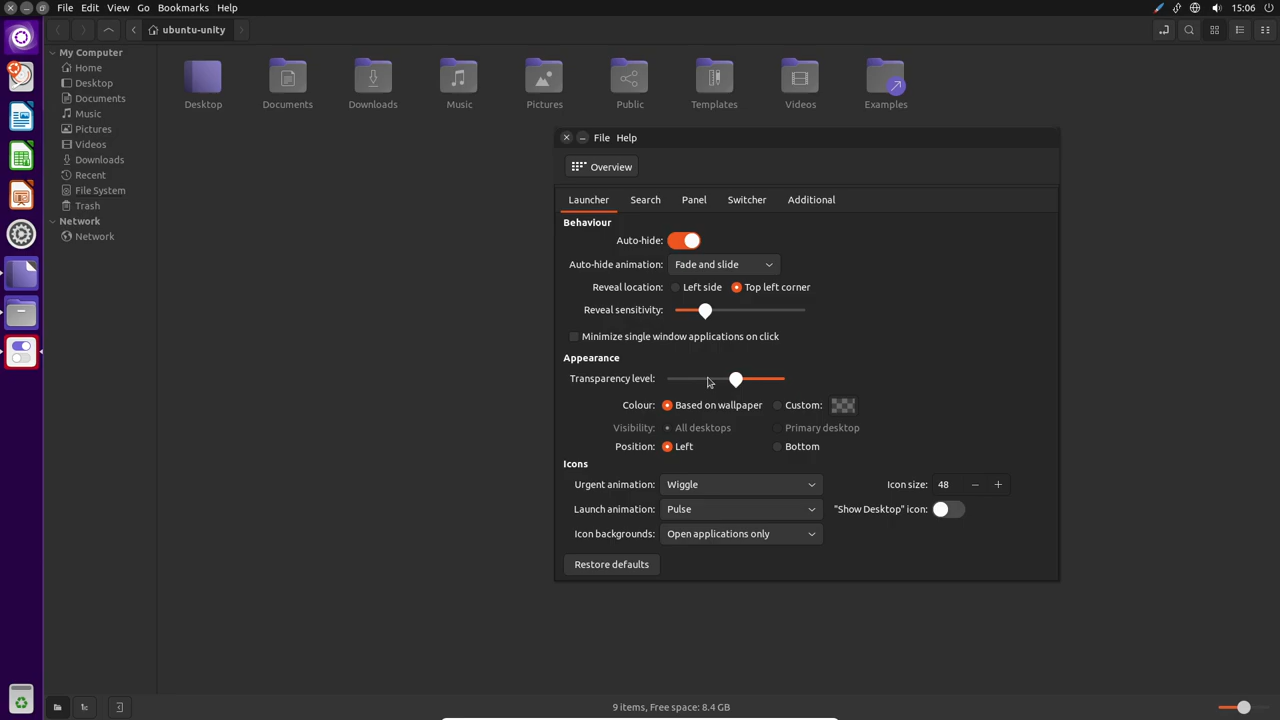 File Edit View Go Bookmarks Help 15:06
ubuntu-unity
My Computer
Home
Desktop
Documents
Music
Pictures
Videos
Downloads
Recent
File System
Trash
Network
Network
Desktop Documents Downloads Music Pictures Public Templates Videos Examples
File Help
Overview
Launcher Search Panel Switcher Additional
Behaviour
Auto-hide:
Auto-hide animation: Fade and slide
Reveal location: Left side Top left corner
Reveal sensitivity:
Minimize single window applications on click
Appearance
Transparency level:
Colour: Based on wallpaper Custom:
Visibility: All desktops Primary desktop
Position: Left Bottom
Icons
Urgent animation: Wiggle Icon size: 48
Launch animation: Pulse "Show Desktop" icon:
Icon backgrounds: Open applications only
Restore defaults
9 items, Free space: 8.4 GB